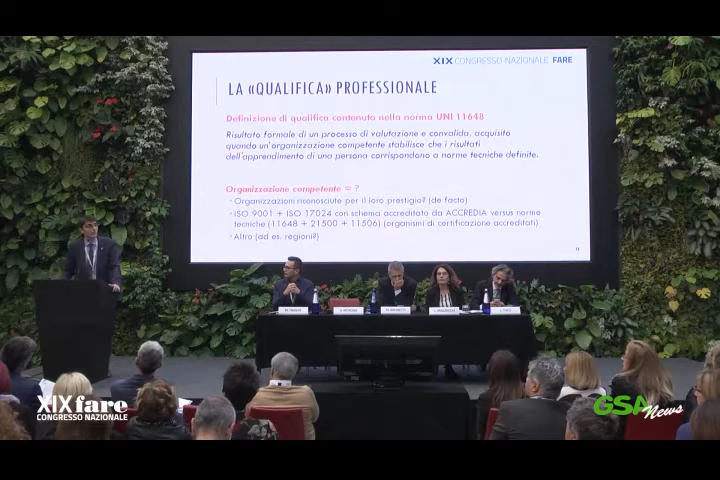 XIX CONGRESSO NAZIONALE FARE
LA «QUALIFICA» PROFESSIONALE
Definizione di qualifica contenuta nella norma UNI 11648
Risultato formale di un processo di valutazione e convalida, acquisito
quando un'organizzazione competente stabilisce che i risultati
dell'apprendimento di una persona corrispondono a norme tecniche definite.
Organizzazione competente = ?
• Organizzazioni riconosciute per il loro prestigio? (de facto)
• ISO 9001 + ISO 17024 con schema accreditato da ACCREDIA versus norme
tecniche (11648 + 21500 + 11506) (organismi di certificazione accreditati)
• Altro (ad es. regioni?)
XIX fare
CONGRESSO NAZIONALE
GSA News